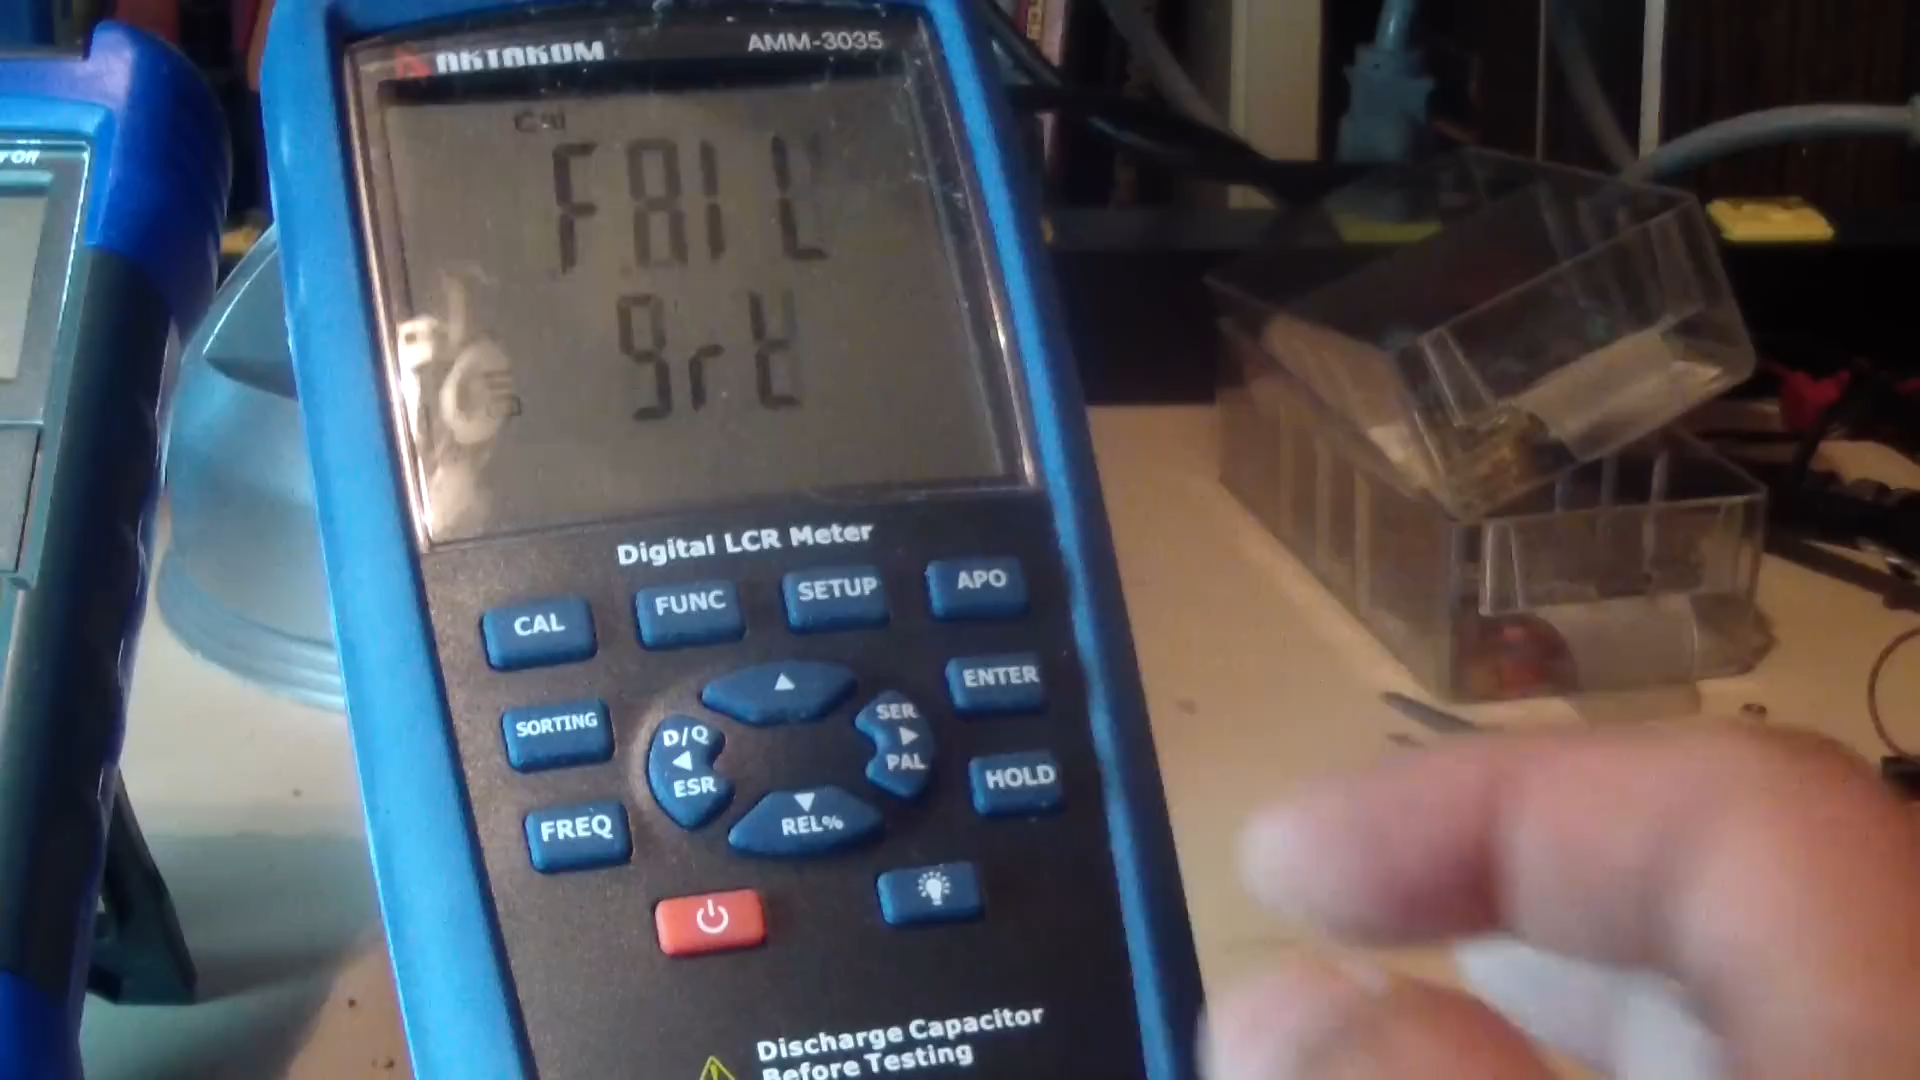 AKTAKOM AMM-3035
Cal
FAIL
Srt
Digital LCR Meter
CAL FUNC SETUP APO
SORTING D/Q ◀ ESR ▲ SER ▶ PAL ENTER
FREQ ▼ REL% HOLD
Discharge Capacitor
Before Testing